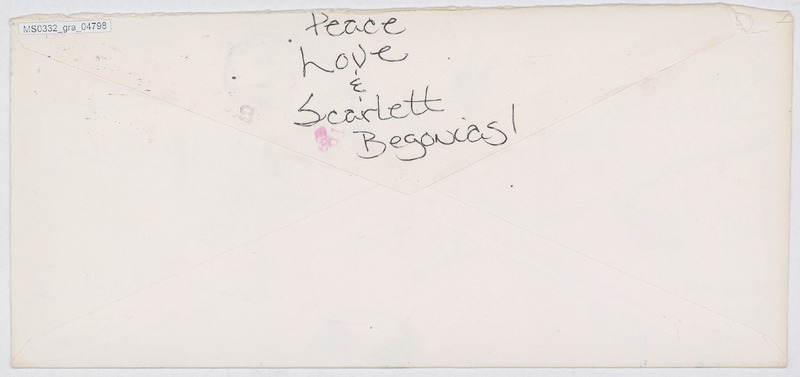 MS0332_gra_04798
Peace
Love
&
Scarlett
Begonias!